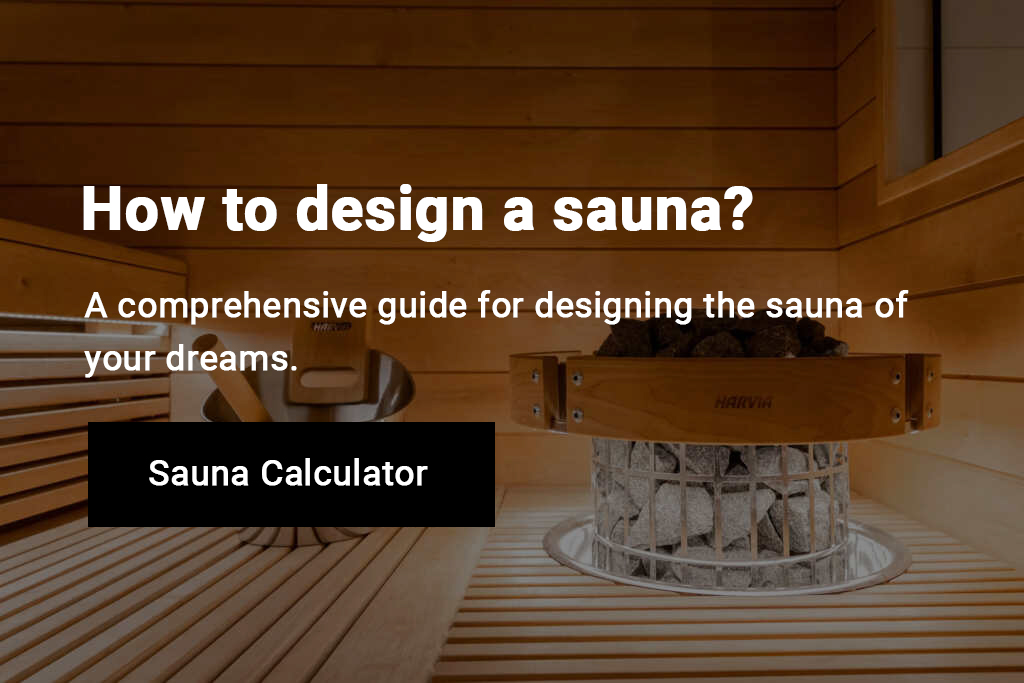 How to design a sauna?
A comprehensive guide for designing the sauna of
your dreams.
HARVIA
HARVIA
Sauna Calculator